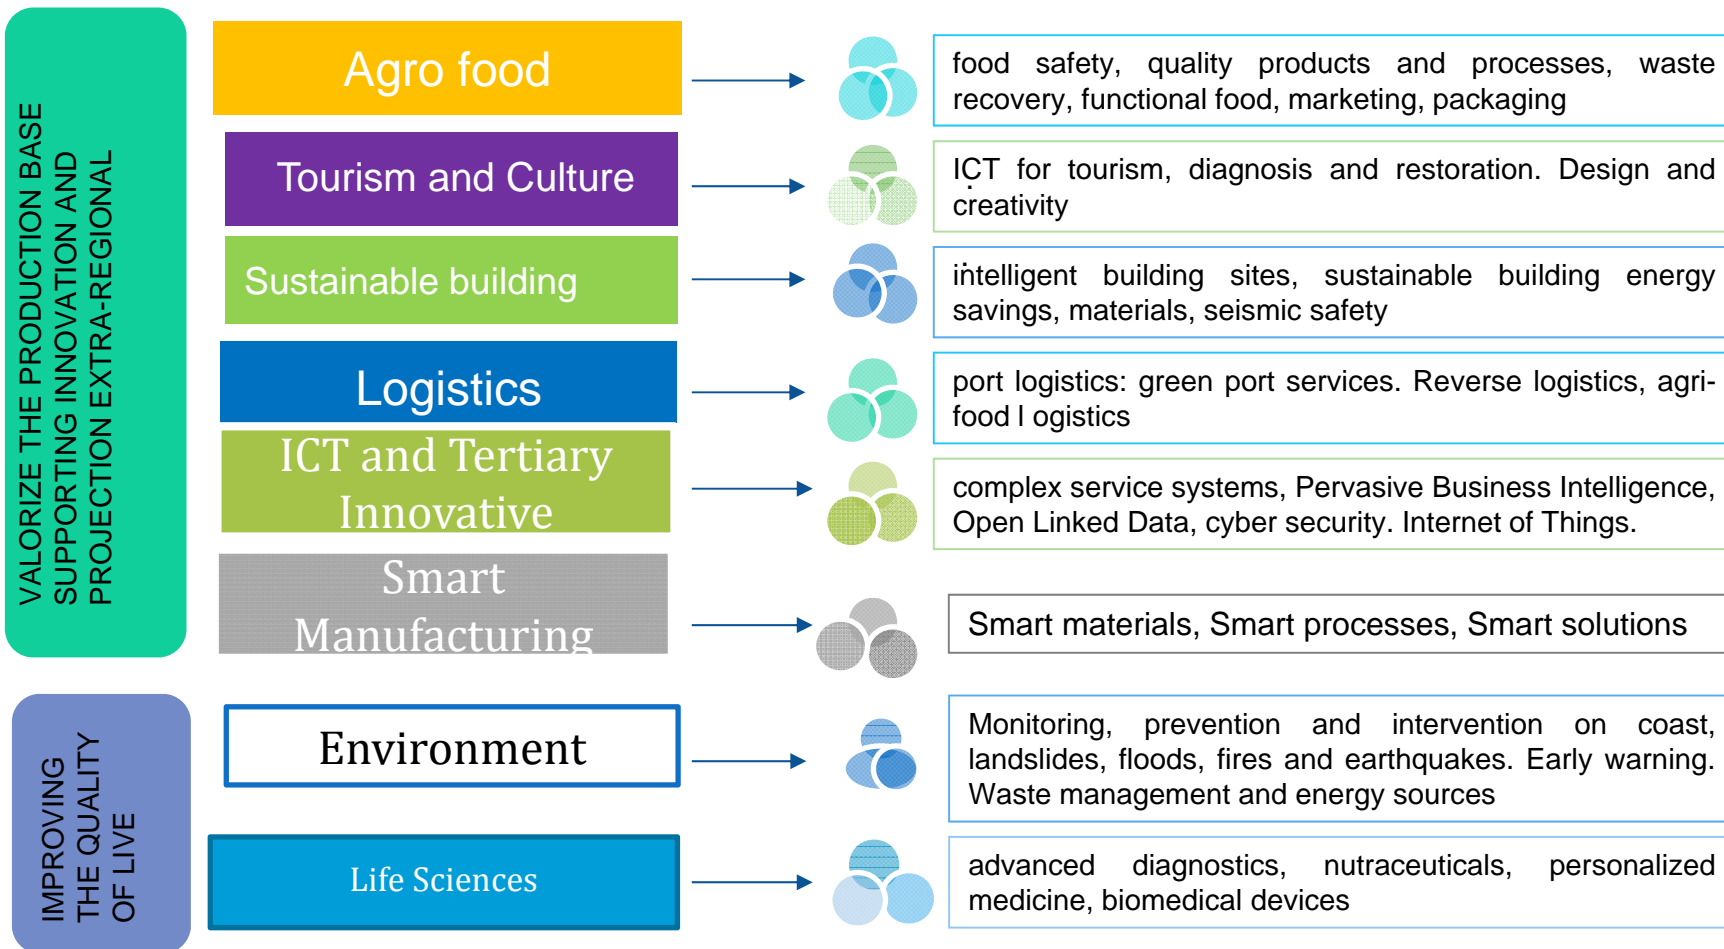 VALORIZE THE PRODUCTION BASE
SUPPORTING INNOVATION AND
PROJECTION EXTRA-REGIONAL
Agro food
food safety, quality products and processes, waste
recovery, functional food, marketing, packaging
Tourism and Culture
ICT for tourism, diagnosis and restoration. Design and
creativity
Sustainable building
intelligent building sites, sustainable building energy
savings, materials, seismic safety
Logistics
port logistics: green port services. Reverse logistics, agri-
food l ogistics
ICT and Tertiary
Innovative
complex service systems, Pervasive Business Intelligence,
Open Linked Data, cyber security. Internet of Things.
Smart
Manufacturing
Smart materials, Smart processes, Smart solutions
IMPROVING
THE QUALITY
OF LIVE
Environment
Monitoring, prevention and intervention on coast,
landslides, floods, fires and earthquakes. Early warning.
Waste management and energy sources
Life Sciences
advanced diagnostics, nutraceuticals, personalized
medicine, biomedical devices